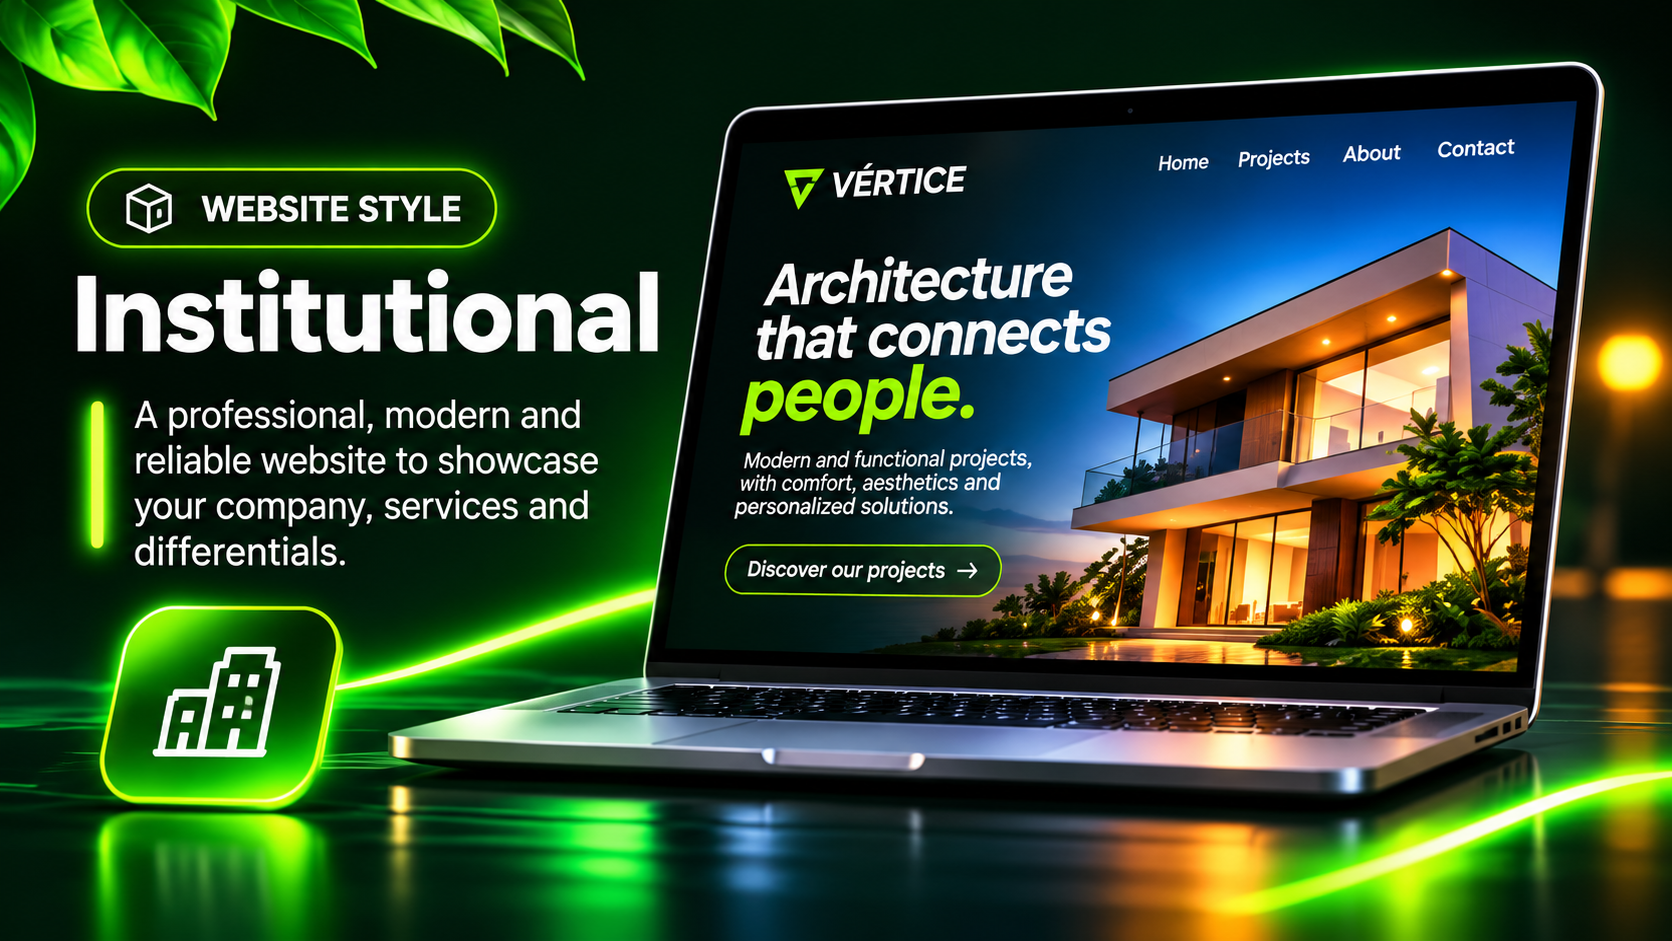 WEBSITE STYLE
Institutional
A professional, modern and
reliable website to showcase
your company, services and
differentials.
VÉRTICE
Home Projects About Contact
Architecture
that connects
people.
Modern and functional projects,
with comfort, aesthetics and
personalized solutions.
Discover our projects →